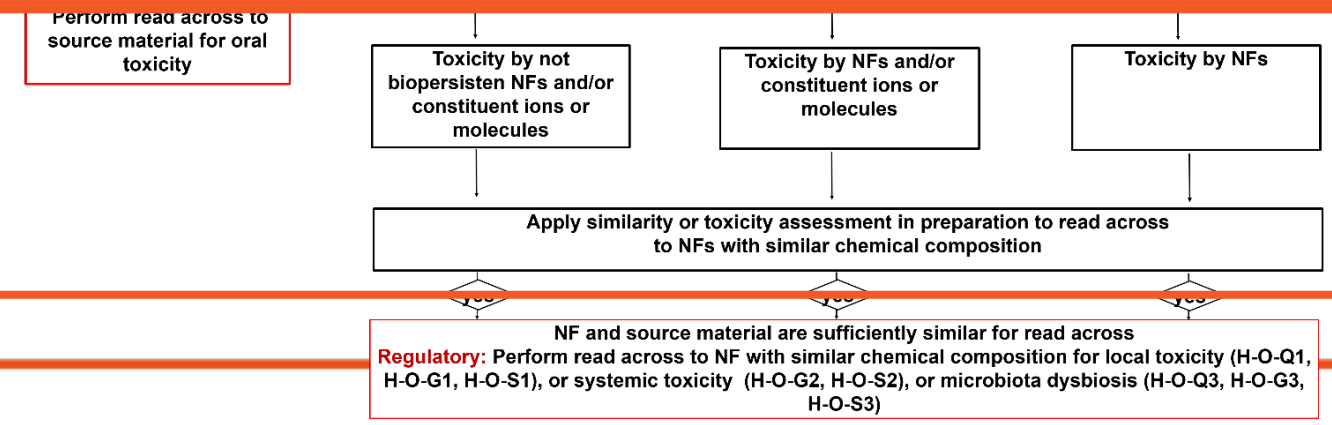 Perform read across to
source material for oral
toxicity
Toxicity by not
biopersisten NFs and/or
constituent ions or
molecules
Toxicity by NFs and/or
constituent ions or
molecules
Toxicity by NFs
Apply similarity or toxicity assessment in preparation to read across
to NFs with similar chemical composition
yes
yes
yes
NF and source material are sufficiently similar for read across
Regulatory: Perform read across to NF with similar chemical composition for local toxicity (H-O-Q1,
H-O-G1, H-O-S1), or systemic toxicity (H-O-G2, H-O-S2), or microbiota dysbiosis (H-O-Q3, H-O-G3,
H-O-S3)